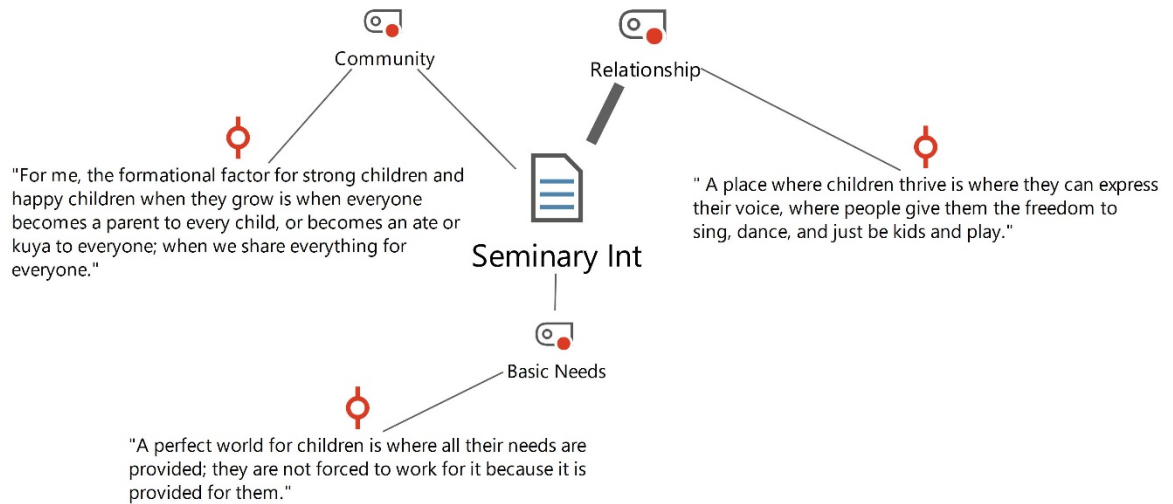 Community
Relationship
"For me, the formational factor for strong children and
happy children when they grow is when everyone
becomes a parent to every child, or becomes an ate or
kuya to everyone; when we share everything for
everyone."
" A place where children thrive is where they can express
their voice, where people give them the freedom to
sing, dance, and just be kids and play."
Seminary Int
Basic Needs
"A perfect world for children is where all their needs are
provided; they are not forced to work for it because it is
provided for them."